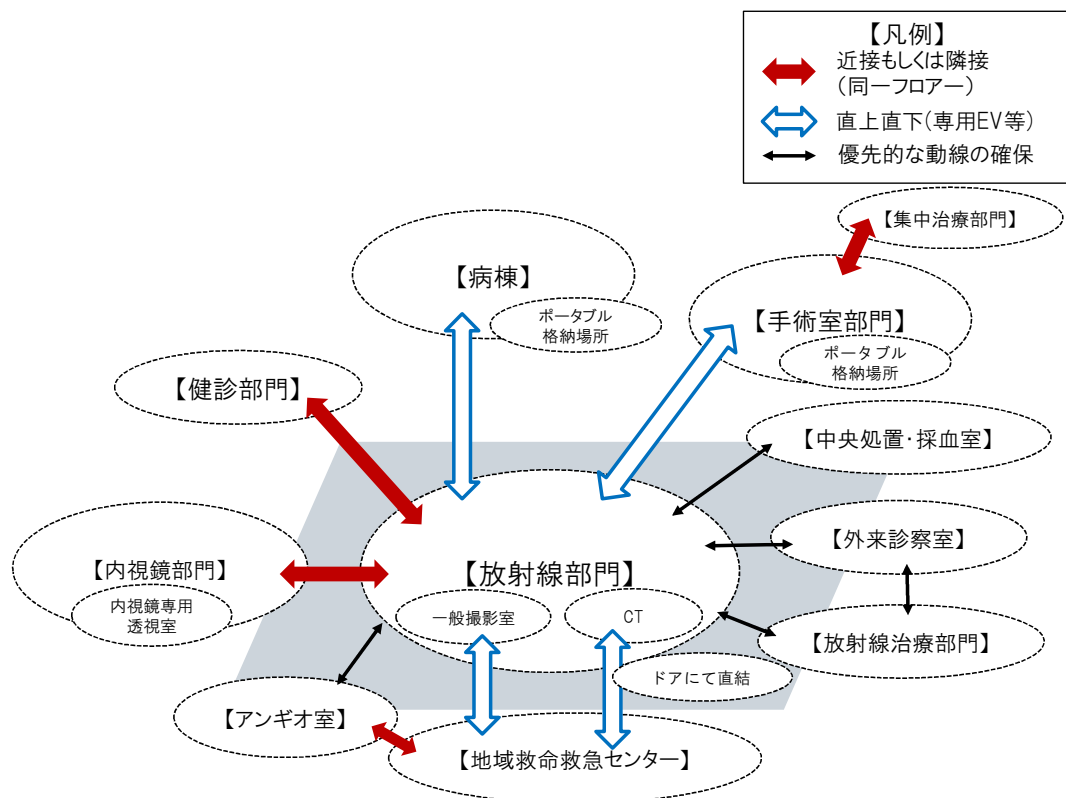 【凡例】
近接もしくは隣接
（同一フロアー）
直上直下(専用EV等)
優先的な動線の確保
【集中治療部門】
【病棟】
ポータブル
格納場所
【手術室部門】
ポータブル
格納場所
【健診部門】
【中央処置・採血室】
【外来診察室】
【内視鏡部門】
内視鏡専用
透視室
【放射線部門】
一般撮影室
CT
【放射線治療部門】
ドアにて直結
【アンギオ室】
【地域救命救急センター】